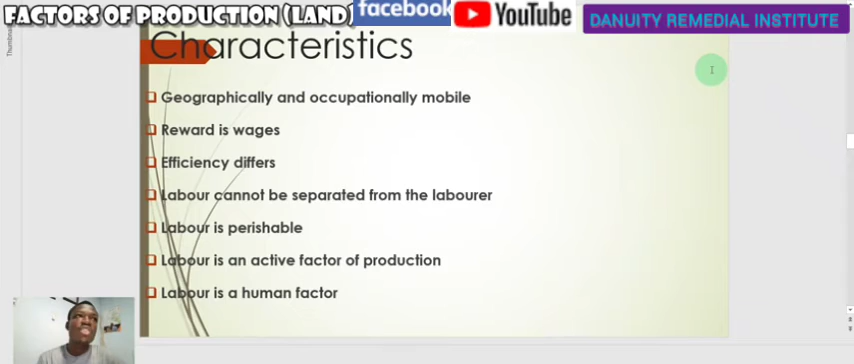 FACTORS OF PRODUCTION (LAND)
facebook
YouTube
DANUITY REMEDIAL INSTITUTE
Characteristics
Geographically and occupationally mobile
Reward is wages
Efficiency differs
Labour cannot be separated from the labourer
Labour is perishable
Labour is an active factor of production
Labour is a human factor